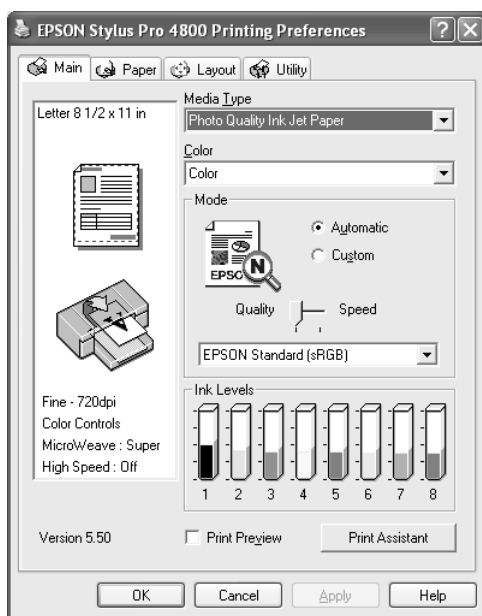 EPSON Stylus Pro 4800 Printing Preferences
Main
Paper
Layout
Utility
Letter 8 1/2 x 11 in
Fine - 720dpi
Color Controls
MicroWeave : Super
High Speed : Off
Version 5.50
Media Type
Photo Quality Ink Jet Paper
Color
Color
Mode
EPSO
N
Automatic
Custom
Quality
Speed
EPSON Standard (sRGB)
Ink Levels
1 2 3 4 5 6 7 8
Print Preview
Print Assistant
OK
Cancel
Apply
Help